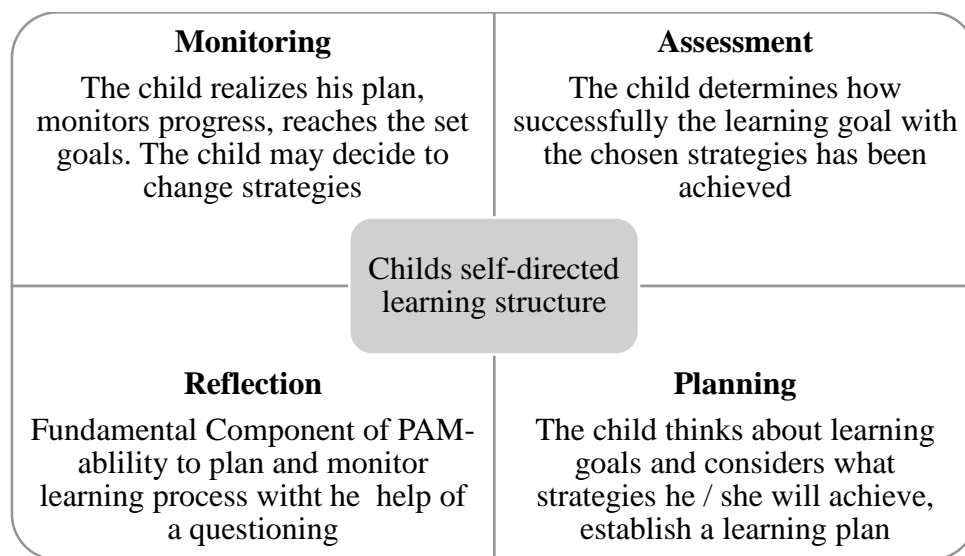 Monitoring
The child realizes his plan,
monitors progress, reaches the set
goals. The child may decide to
change strategies
Assessment
The child determines how
successfully the learning goal with
the chosen strategies has been
achieved
Childs self-directed
learning structure
Reflection
Fundamental Component of PAM-
ablility to plan and monitor
learning process witht he  help of
a questioning
Planning
The child thinks about learning
goals and considers what
strategies he / she will achieve,
establish a learning plan